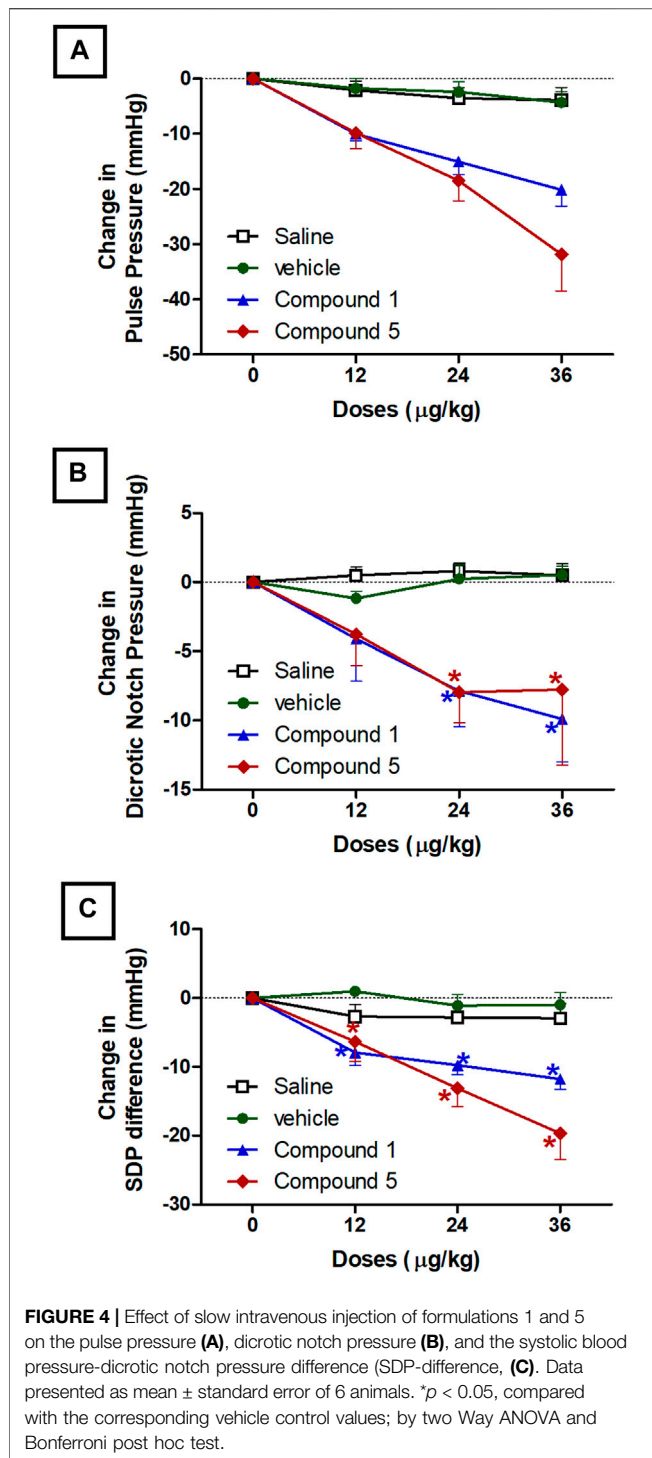 A
0
-10
-20
-30
-40
-50
Change in
Pulse Pressure (mmHg)
Saline
vehicle
Compound 1
Compound 5
0 12 24 36
Doses (μg/kg)
B
5
0
-5
-10
-15
Change in
Dicrotic Notch Pressure (mmHg)
Saline
vehicle
Compound 1
Compound 5
* *
* *
0 12 24 36
Doses (μg/kg)
C
10
0
-10
-20
-30
Change in
SDP difference (mmHg)
Saline
vehicle
Compound 1
Compound 5
*
* * *
* *
0 12 24 36
Doses (μg/kg)
FIGURE 4 | Effect of slow intravenous injection of formulations 1 and 5
on the pulse pressure (A), dicrotic notch pressure (B), and the systolic blood
pressure-dicrotic notch pressure difference (SDP-difference, (C). Data
presented as mean ± standard error of 6 animals. *p < 0.05, compared
with the corresponding vehicle control values; by two Way ANOVA and
Bonferroni post hoc test.